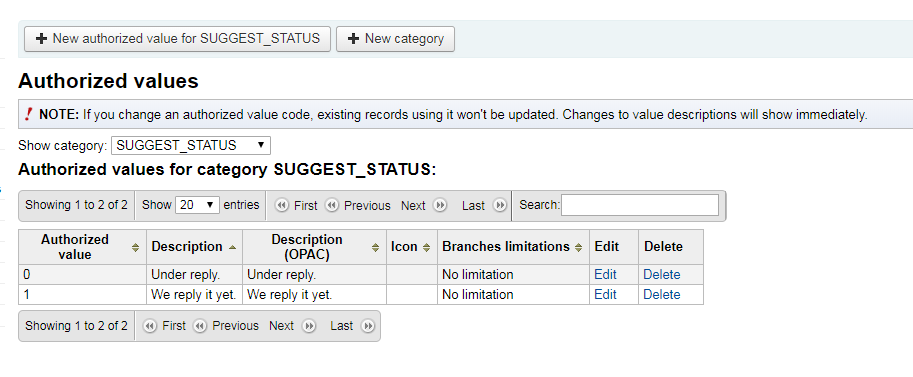 New authorized value for SUGGEST_STATUS New category
Authorized values
NOTE: If you change an authorized value code, existing records using it won't be updated. Changes to value descriptions will show immediately.
Show category: SUGGEST_STATUS
Authorized values for category SUGGEST_STATUS:
Showing 1 to 2 of 2 Show 20 entries First Previous Next Last Search:
Authorized value Description Description (OPAC) Icon Branches limitations Edit Delete
0 Under reply. Under reply. No limitation Edit Delete
1 We reply it yet. We reply it yet. No limitation Edit Delete
Showing 1 to 2 of 2 First Previous Next Last